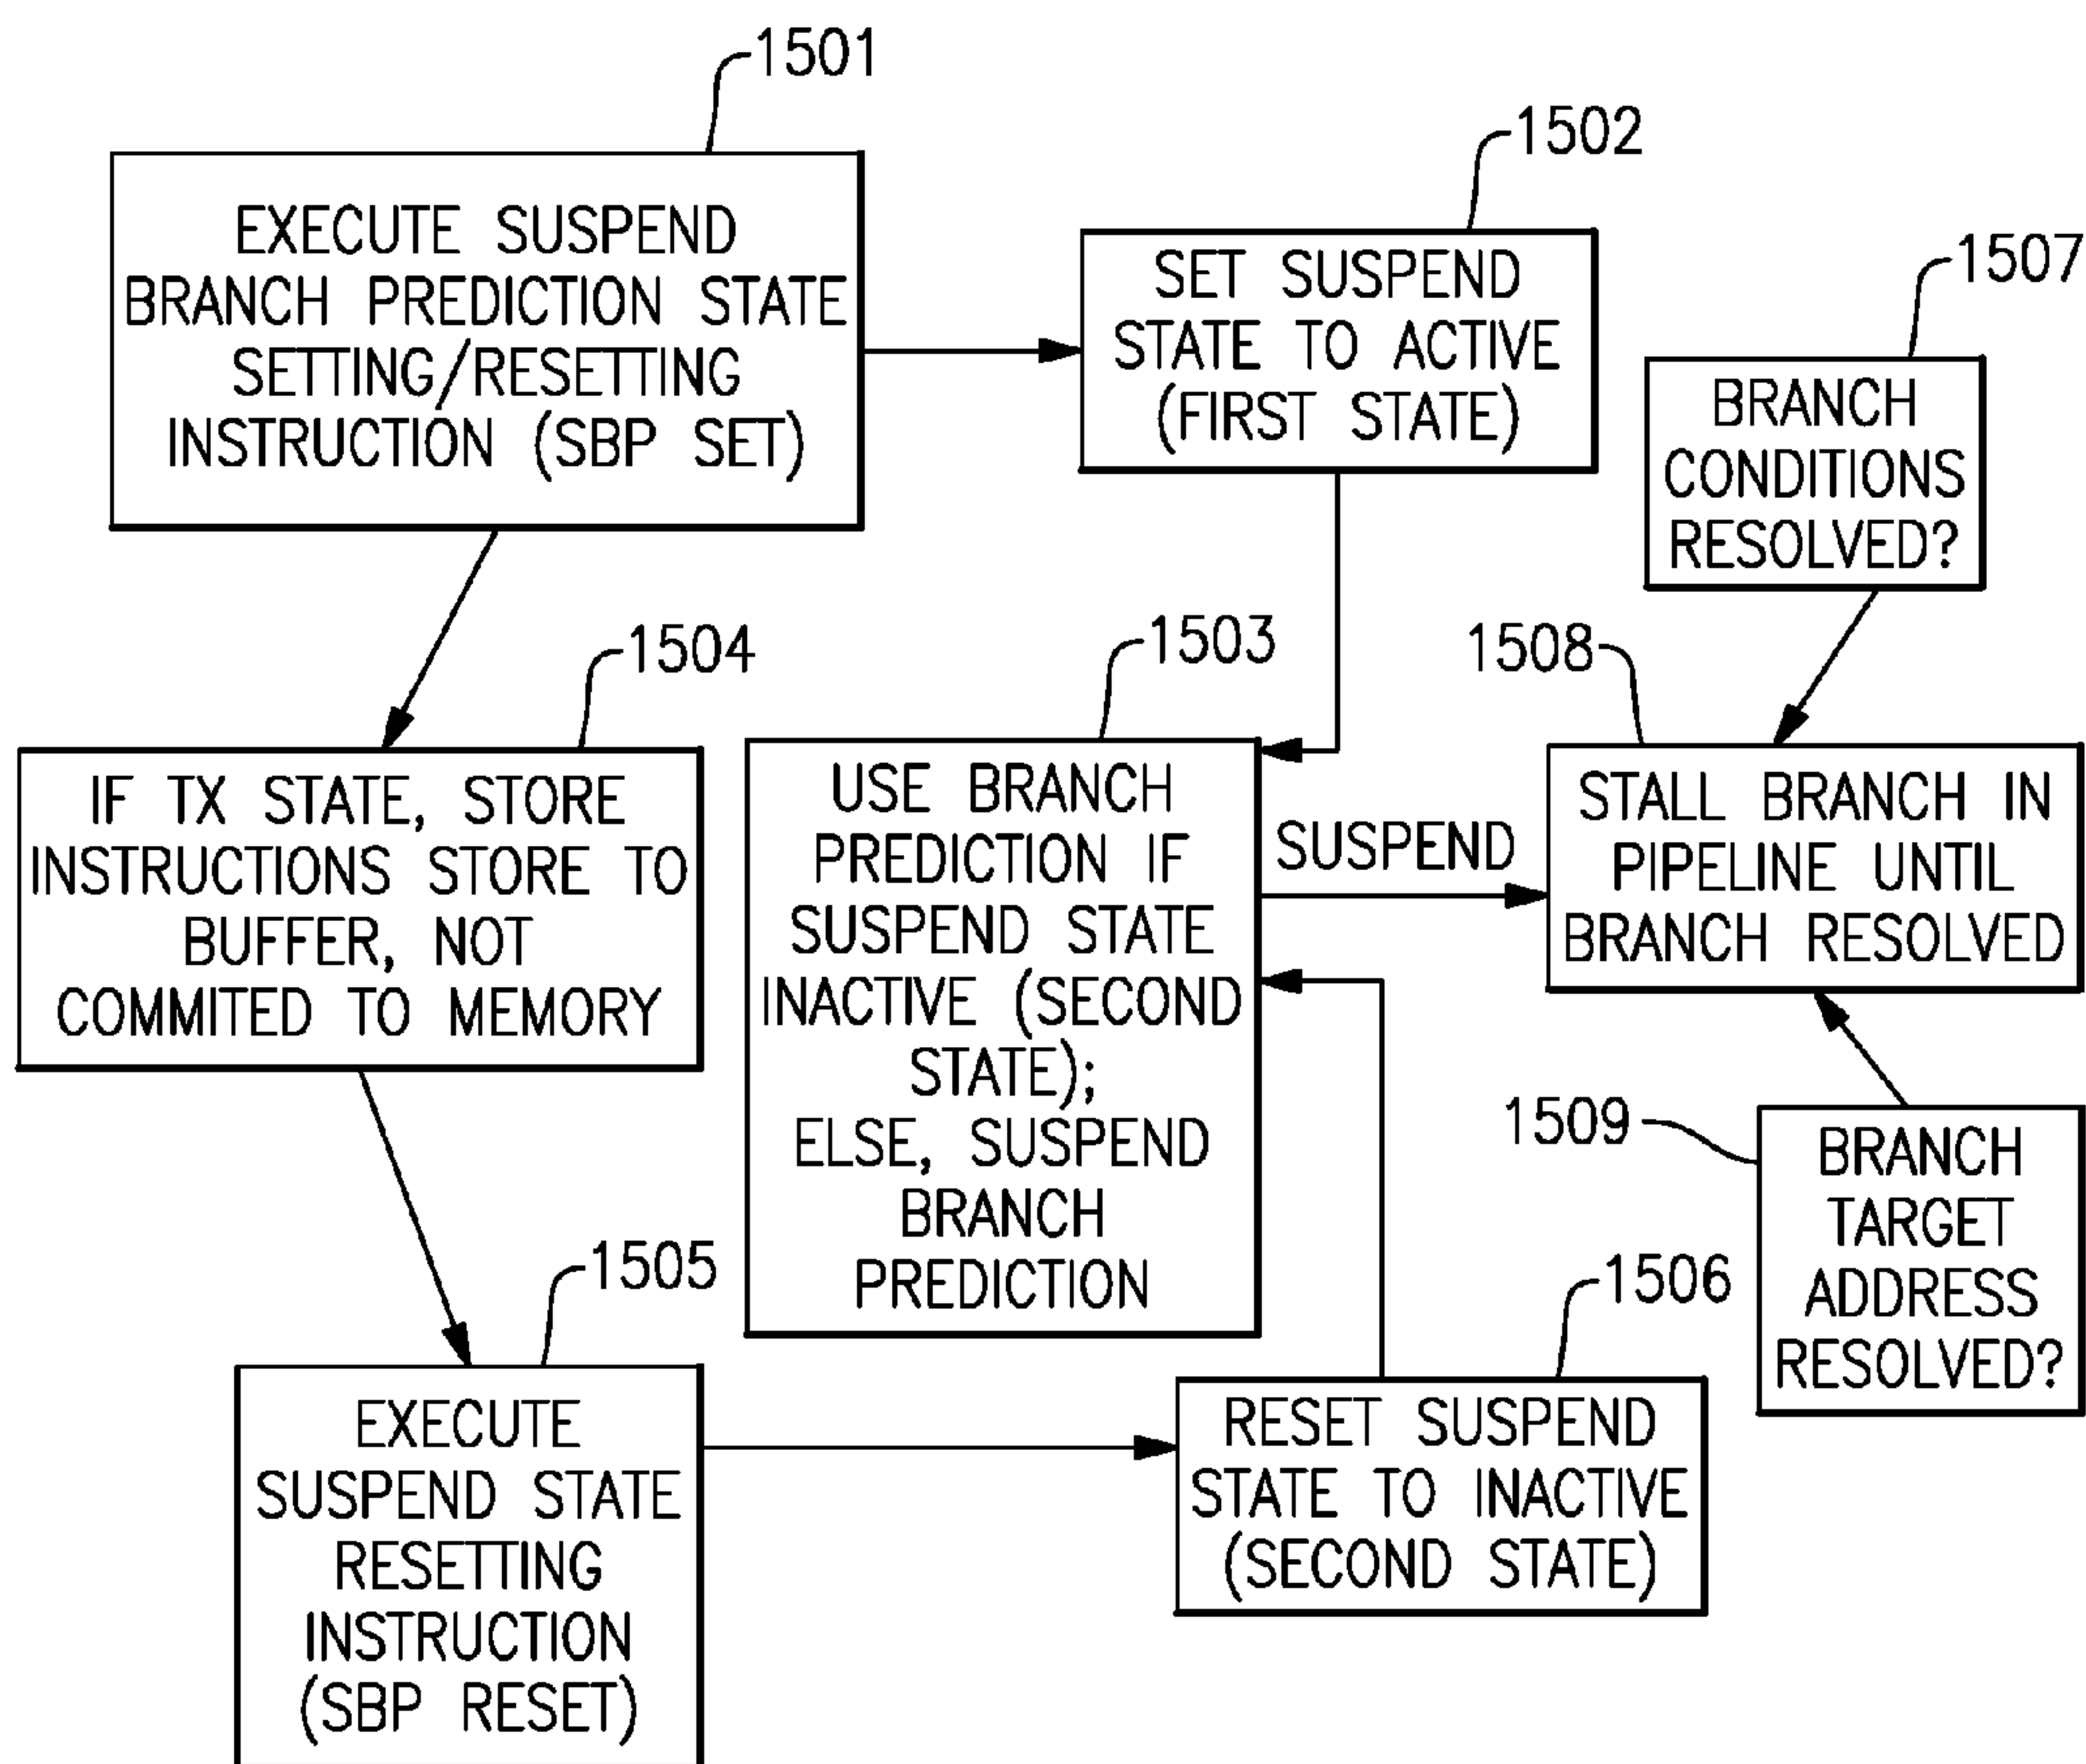 1501
EXECUTE SUSPEND
BRANCH PREDICTION STATE
SETTING/RESETTING
INSTRUCTION (SBP SET)
1502
SET SUSPEND
STATE TO ACTIVE
(FIRST STATE)
1507
BRANCH
CONDITIONS
RESOLVED?
1504
IF TX STATE, STORE
INSTRUCTIONS STORE TO
BUFFER, NOT
COMMITED TO MEMORY
1503
USE BRANCH
PREDICTION IF
SUSPEND STATE
INACTIVE (SECOND
STATE);
ELSE, SUSPEND
BRANCH
PREDICTION
SUSPEND
1508
STALL BRANCH IN
PIPELINE UNTIL
BRANCH RESOLVED
1509
BRANCH
TARGET
ADDRESS
RESOLVED?
1505
EXECUTE
SUSPEND STATE
RESETTING
INSTRUCTION
(SBP RESET)
1506
RESET SUSPEND
STATE TO INACTIVE
(SECOND STATE)